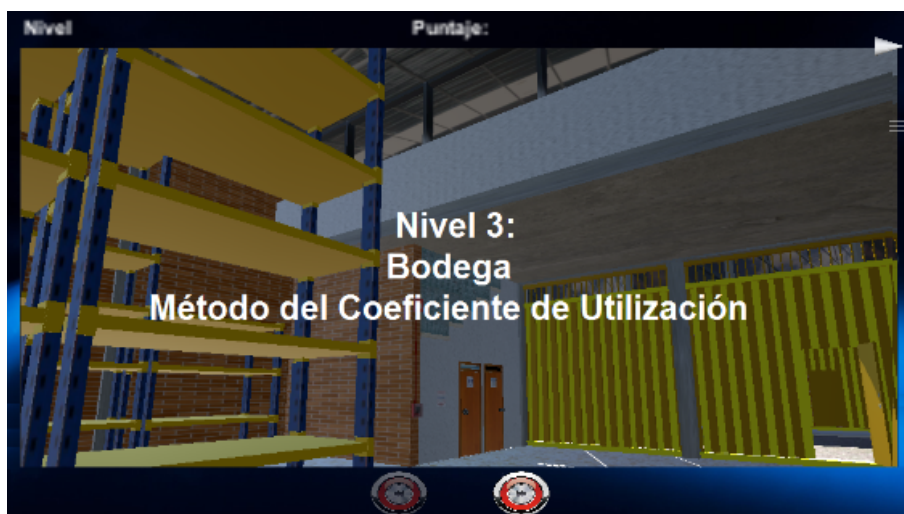 Nivel
Puntaje:
Nivel 3:
Bodega
Método del Coeficiente de Utilización